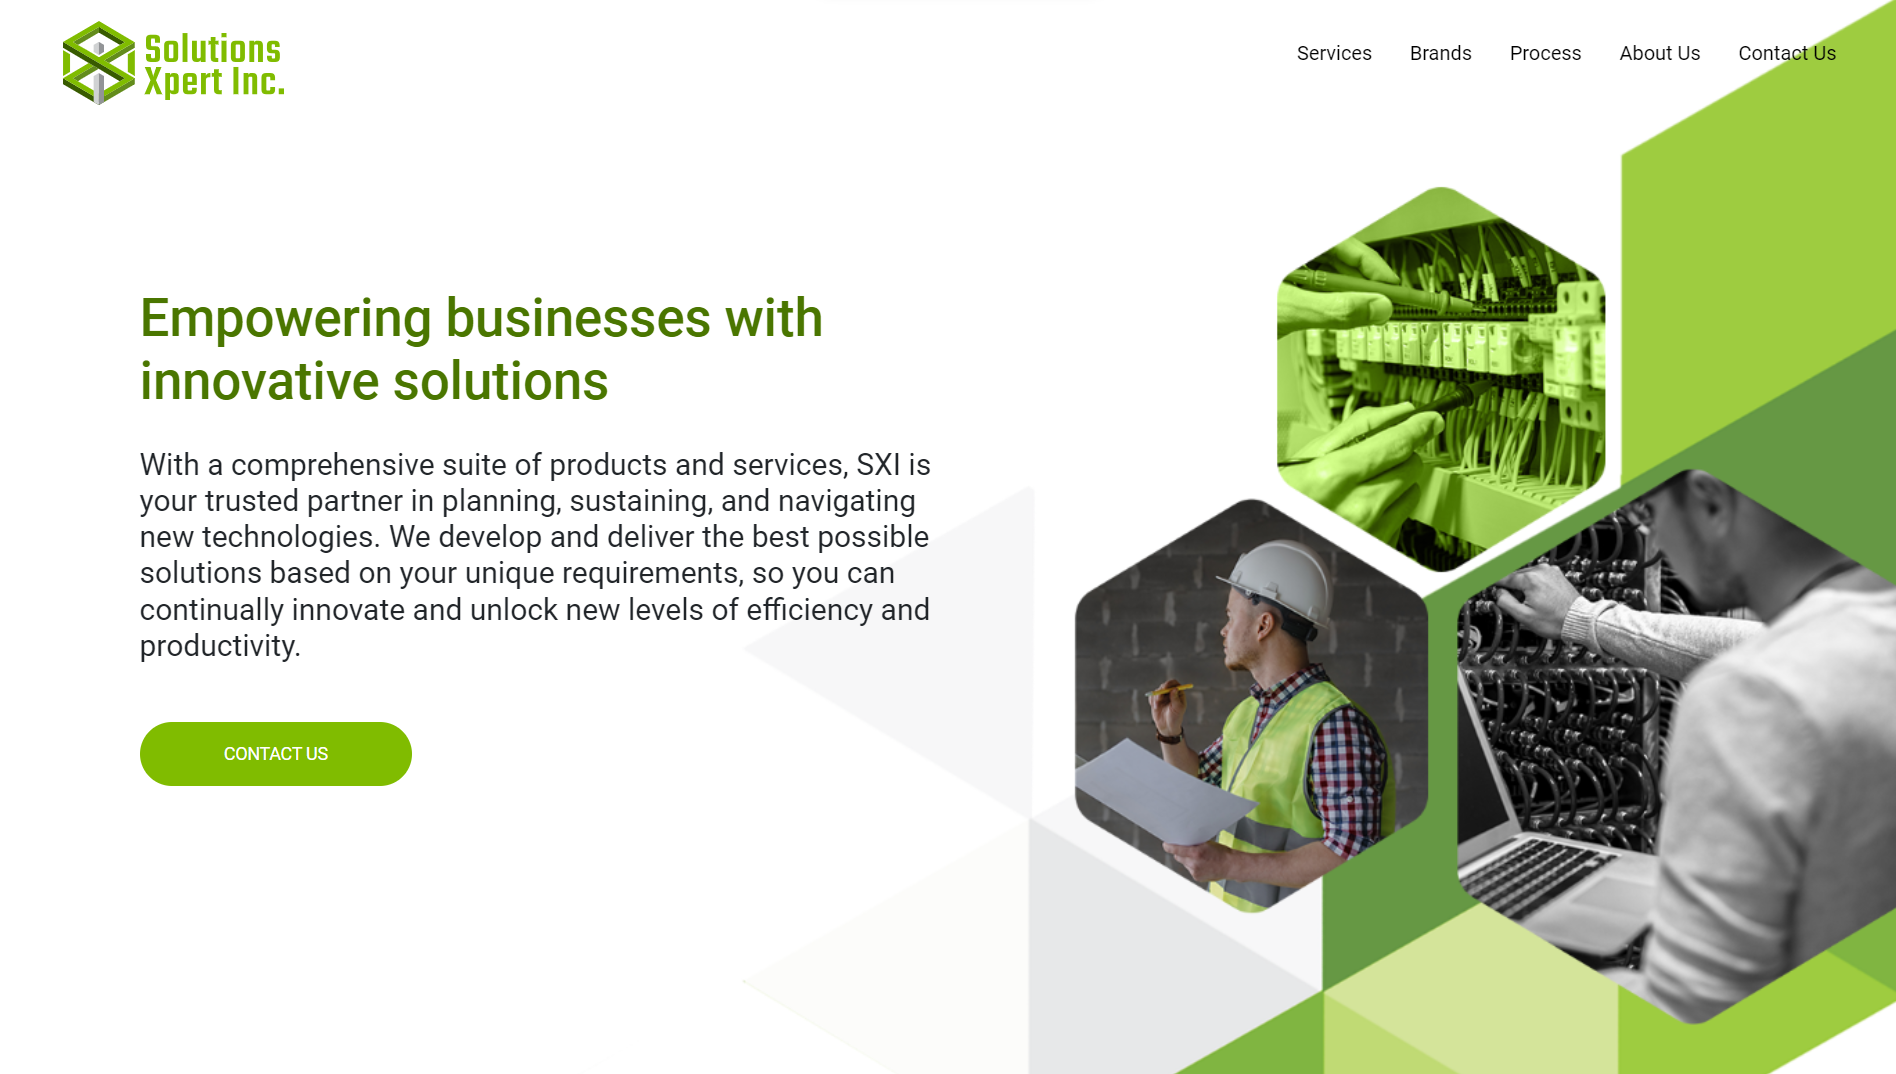 Solutions
Xpert Inc.
Services Brands Process About Us Contact Us
Empowering businesses with
innovative solutions
With a comprehensive suite of products and services, SXI is
your trusted partner in planning, sustaining, and navigating
new technologies. We develop and deliver the best possible
solutions based on your unique requirements, so you can
continually innovate and unlock new levels of efficiency and
productivity.
CONTACT US